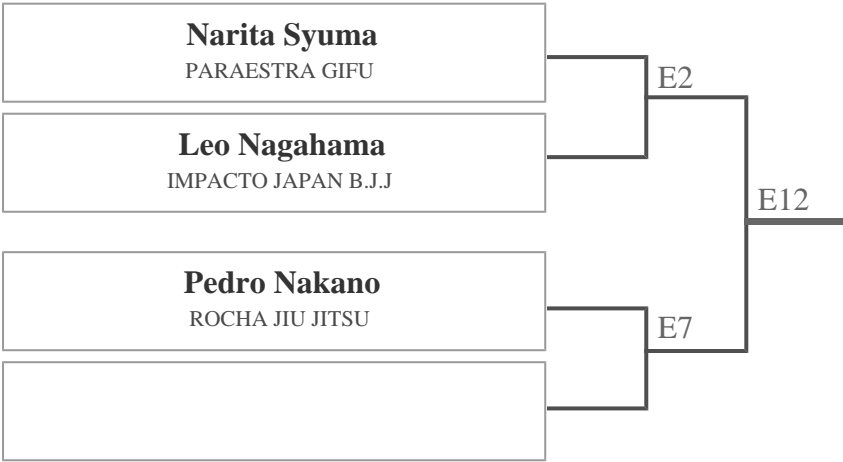 Narita Syuma
PARAESTRA GIFU
E2
Leo Nagahama
IMPACTO JAPAN B.J.J
E12
Pedro Nakano
ROCHA JIU JITSU
E7